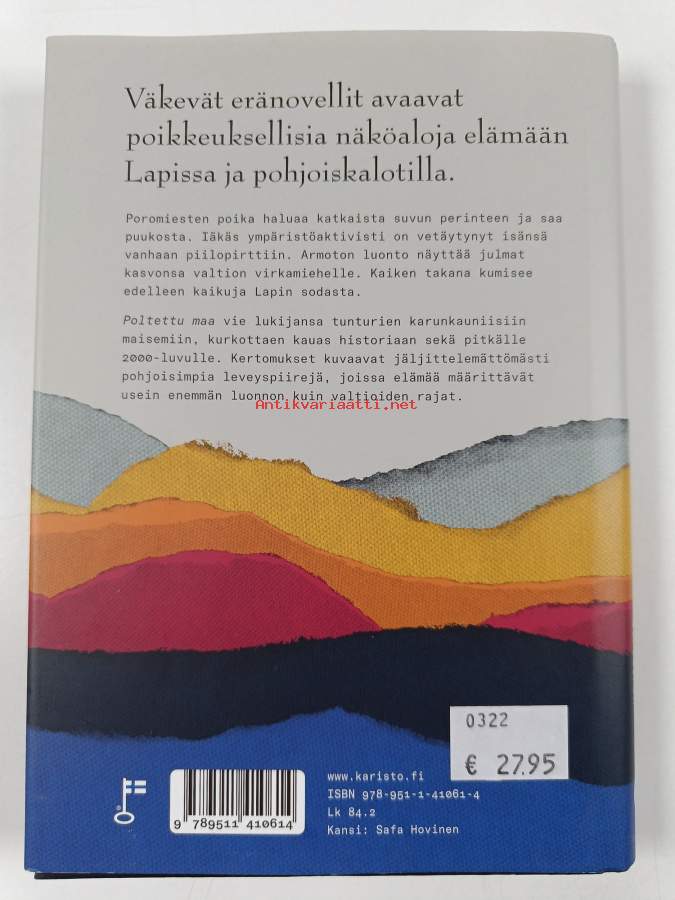 Väkevät eränovellit avaavat
poikkeuksellisia näköaloja elämään
Lapissa ja pohjoiskalotilla.
Poromiesten poika haluaa katkaista suvun perinteen ja saa
puukosta. Iäkäs ympäristöaktivisti on vetäytynyt isänsä
vanhaan piilopirttiin. Armoton luonto näyttää julmat
kasvonsa valtion virkamiehelle. Kaiken takana kumisee
edelleen kaikuja Lapin sodasta.
Poltettu maa vie lukijansa tunturien karunkauniisiin
maisemiin, kurkottaen kauas historiaan sekä pitkälle
2000-luvulle. Kertomukset kuvaavat jäljittelemättömästi
pohjoisimpia leveyspiirejä, joissa elämää määrittävät
usein enemmän luonnon kuin valtioiden rajat.
Antikvariaatti.net
0322
€ 27.95
www.karisto.fi
ISBN 978-951-1-41061-4
Lk 84.2
Kansi: Safa Hovinen
9 789511 410614